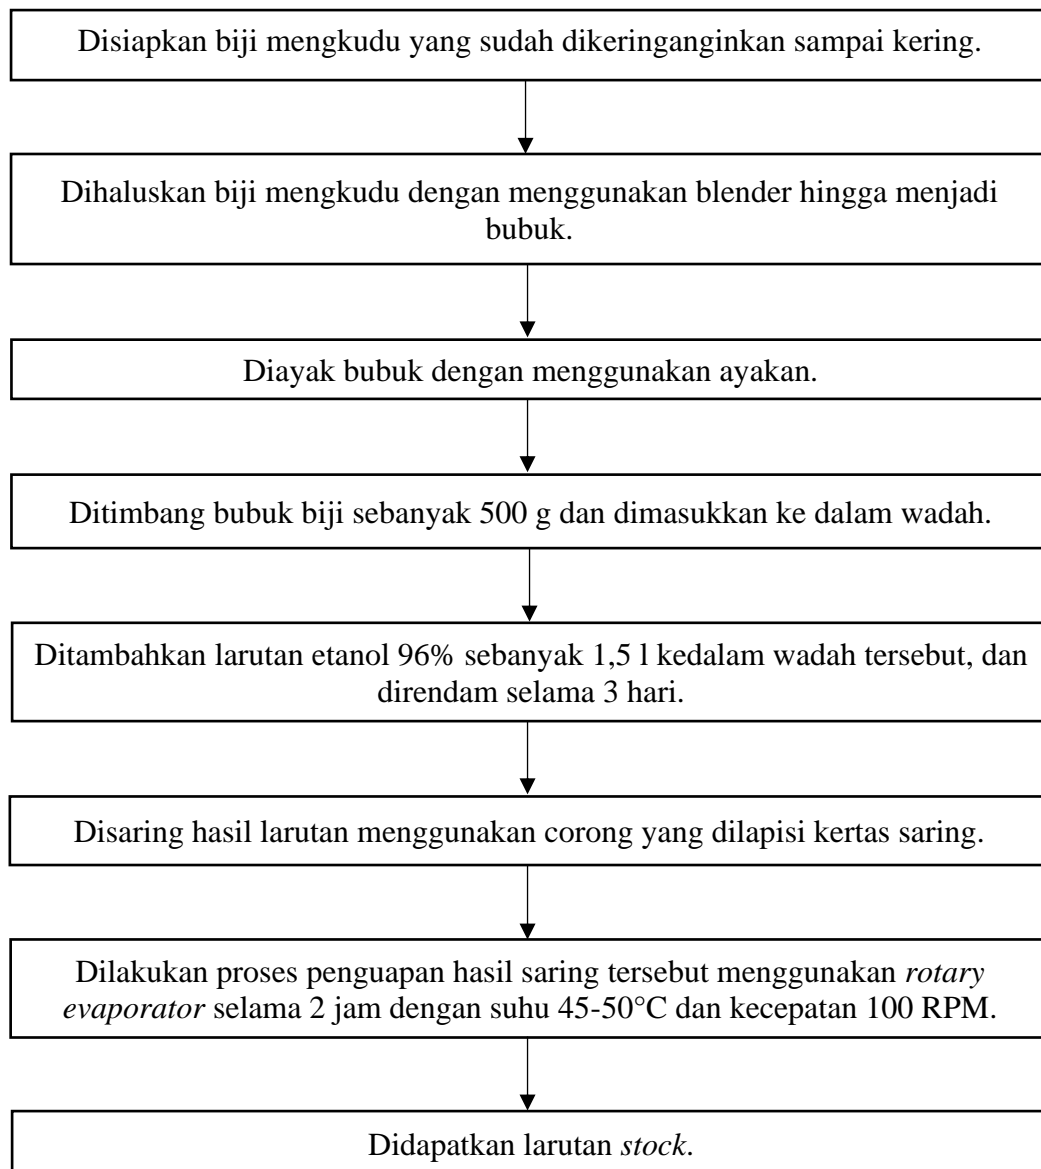 Disiapkan biji mengkudu yang sudah dikeringanginkan sampai kering.
Dihaluskan biji mengkudu dengan menggunakan blender hingga menjadi
bubuk.
Diayak bubuk dengan menggunakan ayakan.
Ditimbang bubuk biji sebanyak 500 g dan dimasukkan ke dalam wadah.
Ditambahkan larutan etanol 96% sebanyak 1,5 l kedalam wadah tersebut, dan
direndam selama 3 hari.
Disaring hasil larutan menggunakan corong yang dilapisi kertas saring.
Dilakukan proses penguapan hasil saring tersebut menggunakan rotary
evaporator selama 2 jam dengan suhu 45-50°C dan kecepatan 100 RPM.
Didapatkan larutan stock.